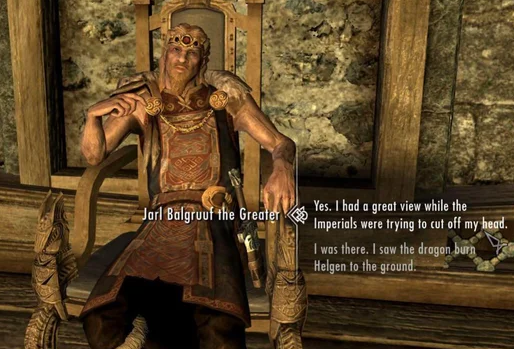 Jarl Balgruuf the Greater
Yes. I had a great view while the
Imperials were trying to cut off my head.
I was there. I saw the dragon burn
Helgen to the ground.